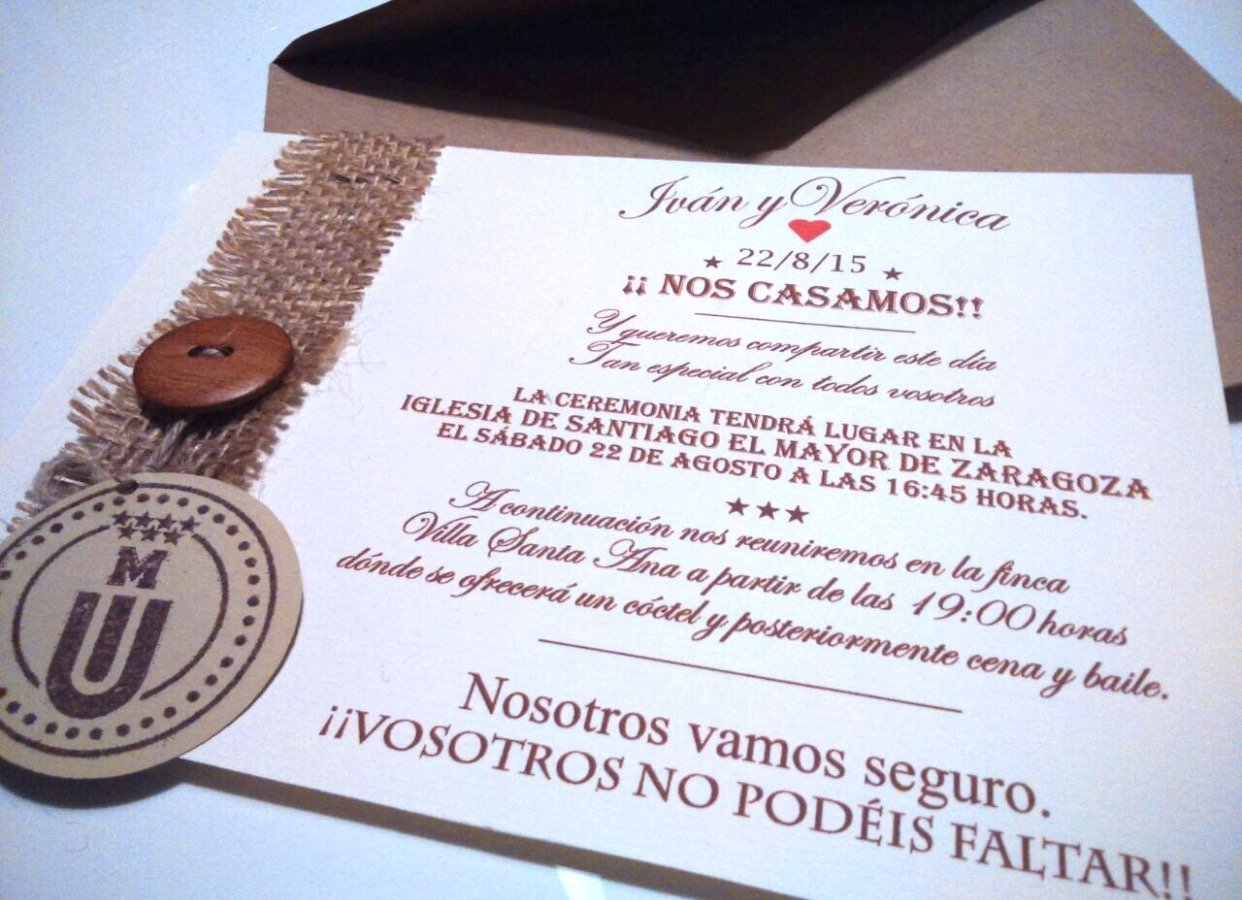 Iván y Verónica
22/8/15
¡¡ NOS CASAMOS!!
Y queremos compartir este día
Tan especial con todos vosotros
LA CEREMONIA TENDRÁ LUGAR EN LA
IGLESIA DE SANTIAGO EL MAYOR DE ZARAGOZA
EL SÁBADO 22 DE AGOSTO A LAS 16:45 HORAS.
A continuación nos reuniremos en la finca
Villa Santa Ana a partir de las 19:00 horas
dónde se ofrecerá un cóctel y posteriormente cena y baile.
Nosotros vamos seguro.
¡¡VOSOTROS NO PODÉIS FALTAR!!
M
U